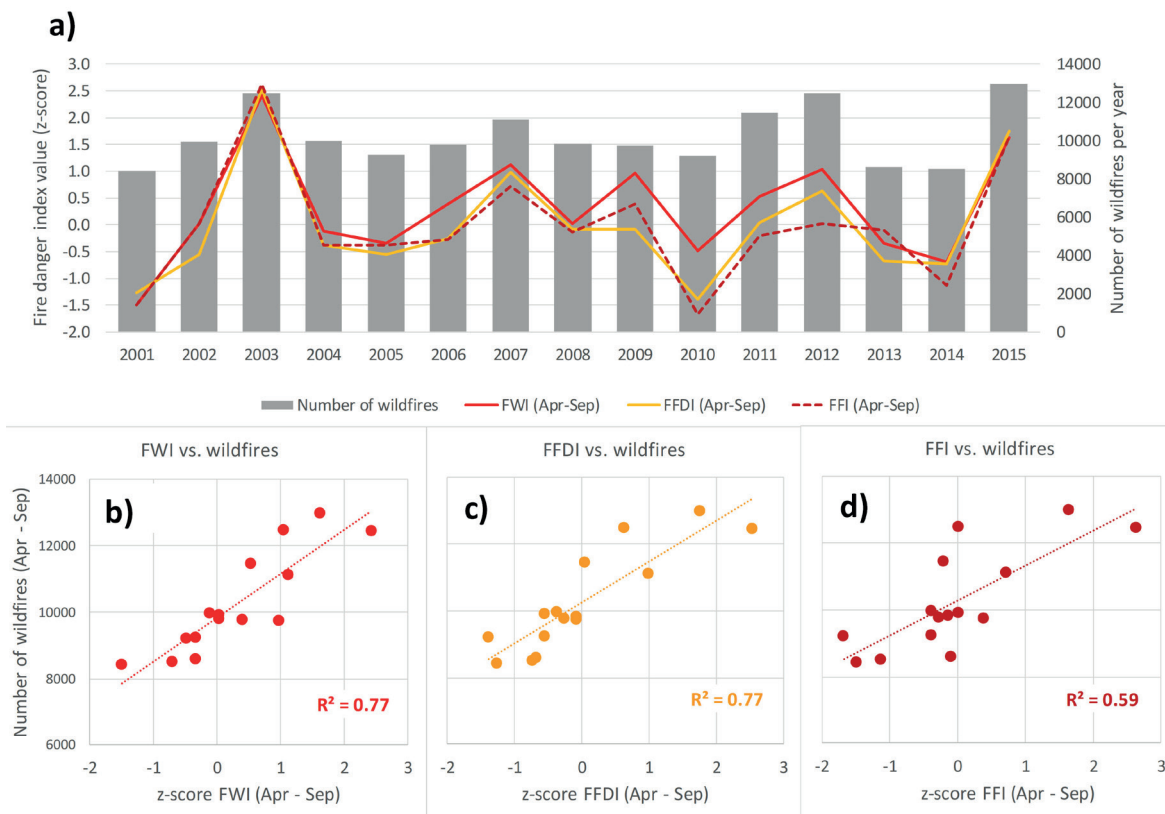 a)
Fire danger index value (z-score)
3.0
2.5
2.0
1.5
1.0
0.5
0.0
-0.5
-1.0
-1.5
-2.0
14000
12000
10000
8000
6000
4000
2000
0
Number of wildfires per year
2001 2002 2003 2004 2005 2006 2007 2008 2009 2010 2011 2012 2013 2014 2015
Number of wildfires FWI (Apr-Sep) FFDI (Apr-Sep) FFI (Apr-Sep)
FWI vs. wildfires
b)
Number of wildfires (Apr - Sep)
14000
12000
10000
8000
6000
R² = 0.77
-2 -1 0 1 2 3
z-score FWI (Apr - Sep)
FFDI vs. wildfires
c)
R² = 0.77
-2 -1 0 1 2 3
z-score FFDI (Apr - Sep)
FFI vs. wildfires
d)
R² = 0.59
-2 -1 0 1 2 3
z-score FFI (Apr - Sep)